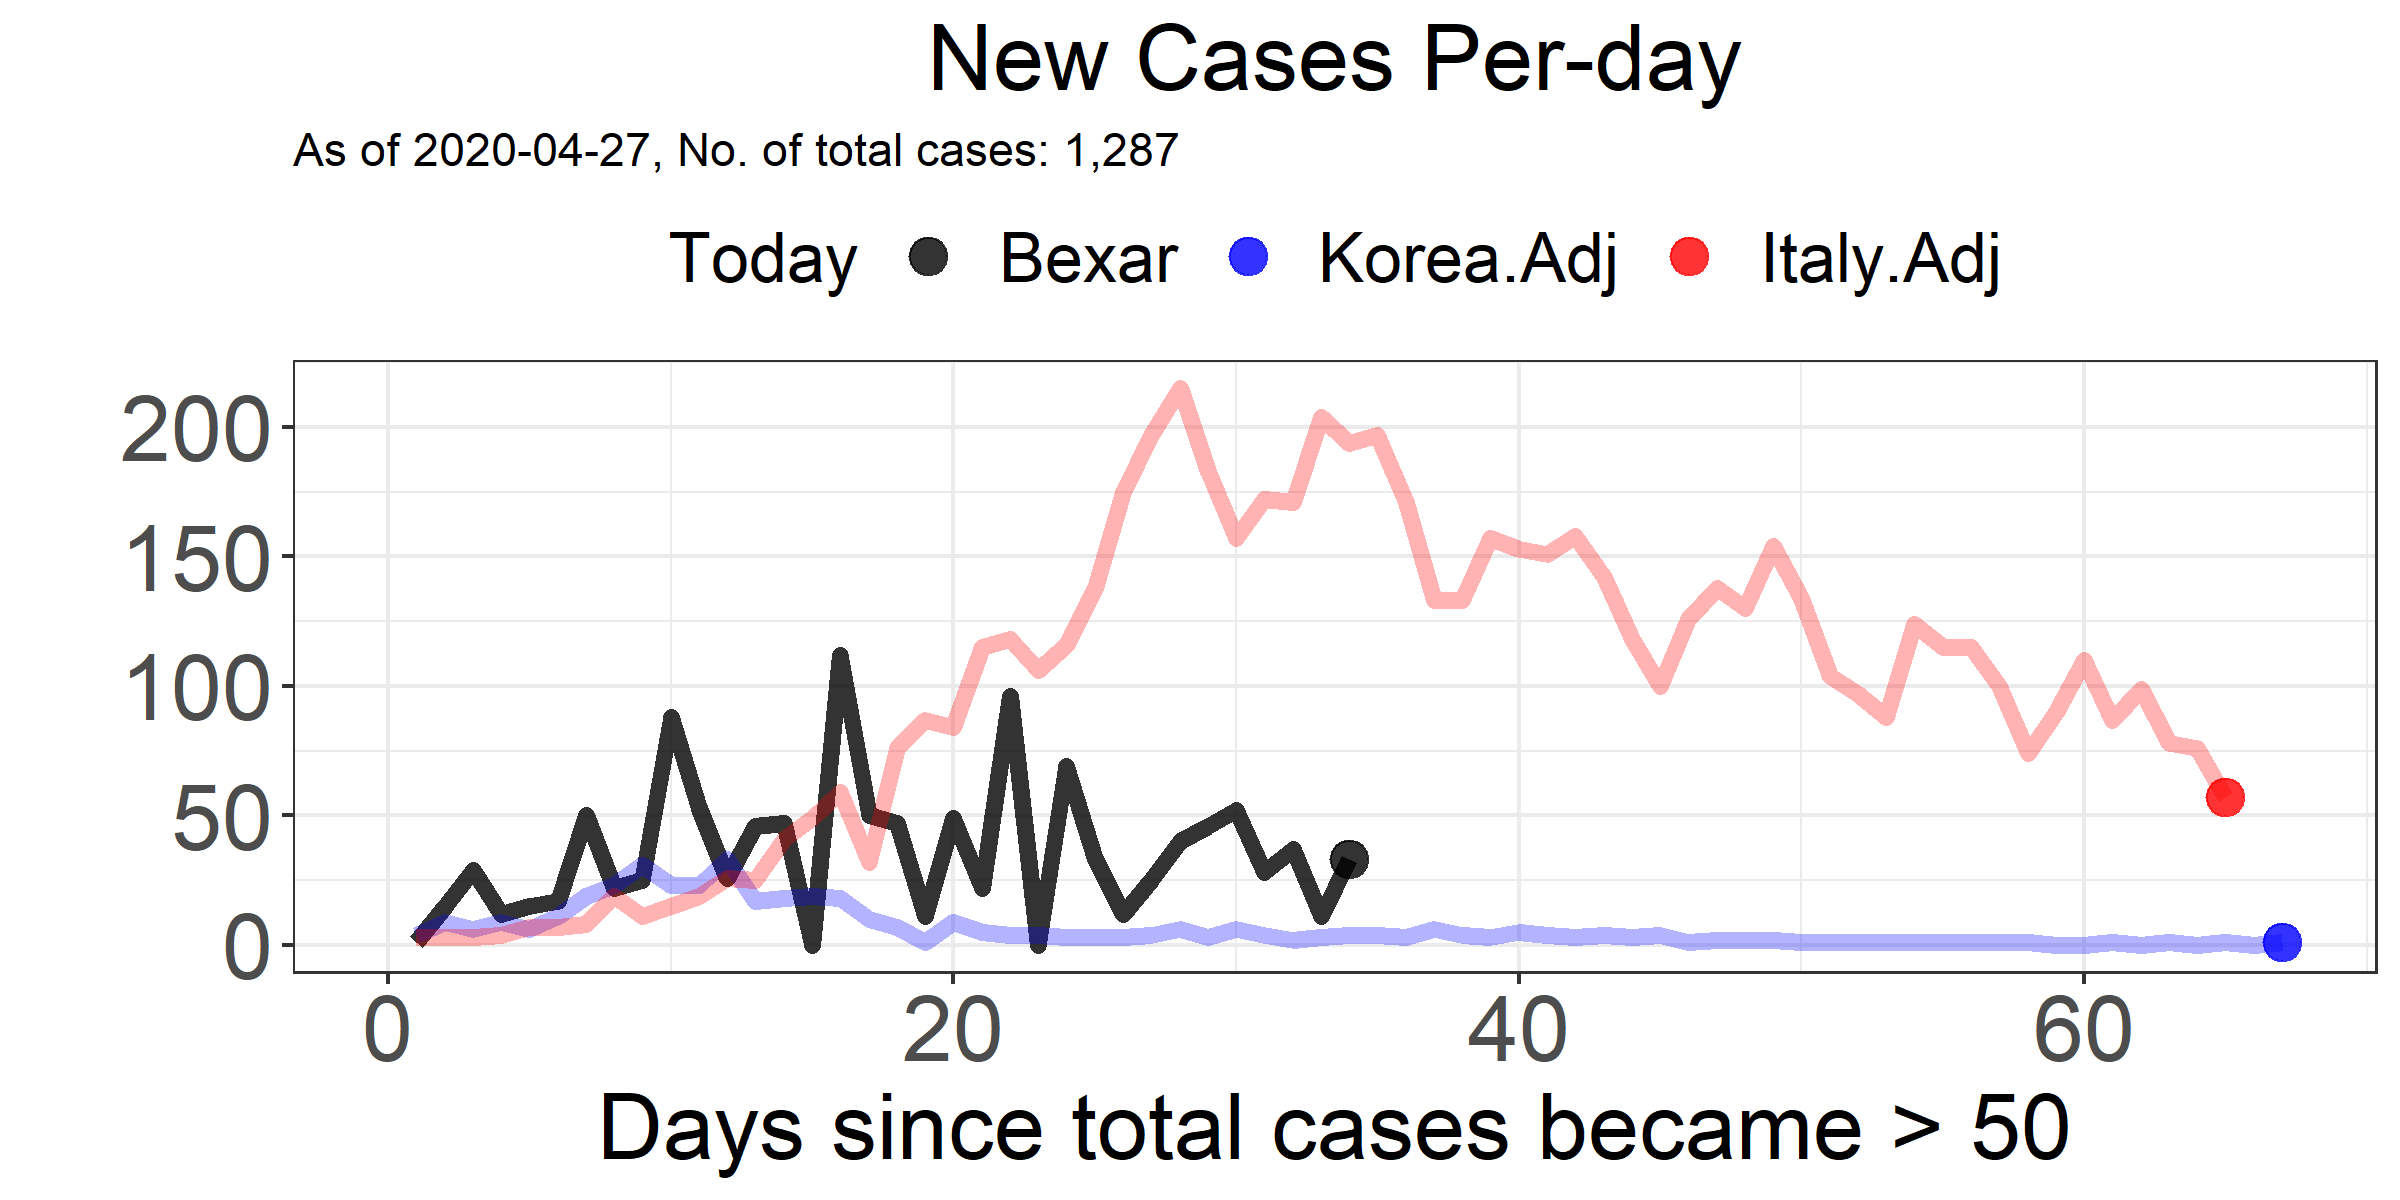 New Cases Per-day
As of 2020-04-27, No. of total cases: 1,287
Today Bexar Korea.Adj Italy.Adj
200
150
100
50
0
0 20 40 60
Days since total cases became > 50